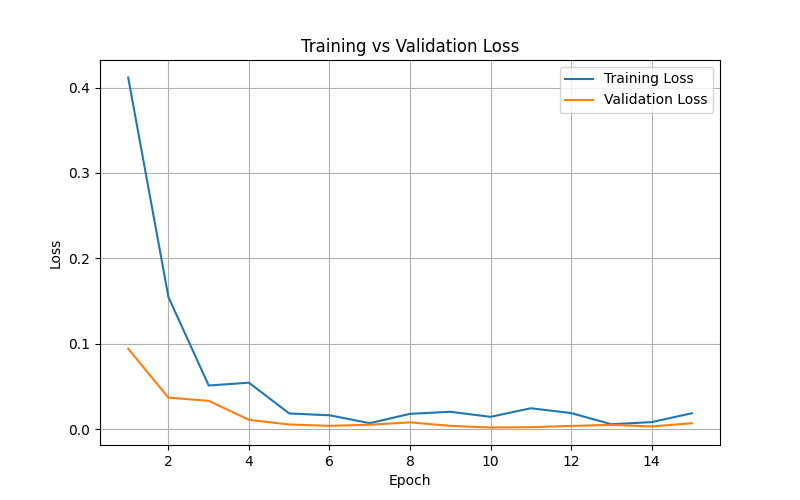 Training vs Validation Loss
Training Loss
Validation Loss
0.4
0.3
0.2
0.1
0.0
Loss
2 4 6 8 10 12 14
Epoch